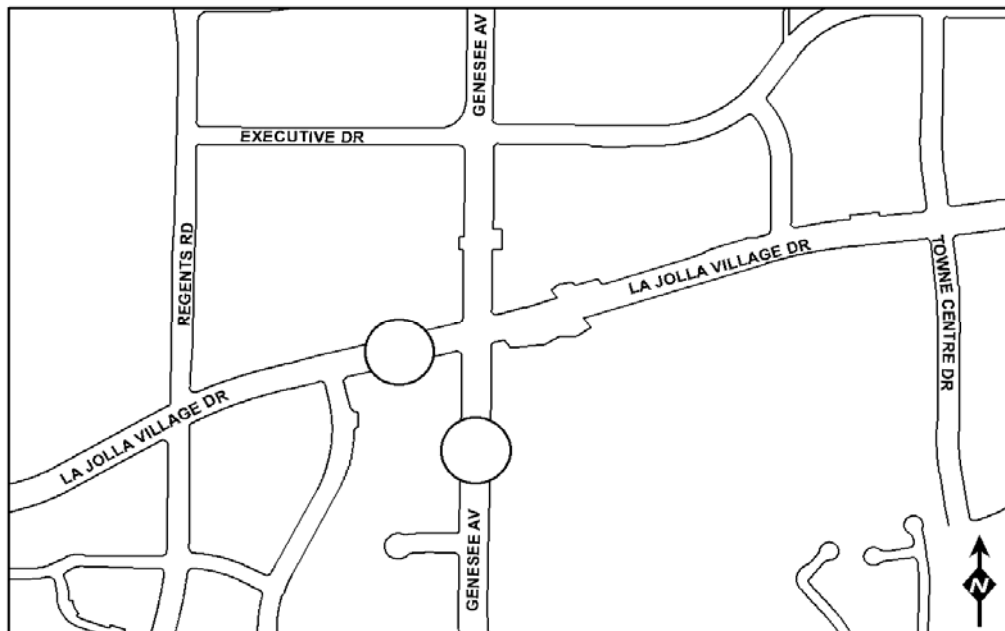 GENESEE AV
EXECUTIVE DR
REGENTS RD
LA JOLLA VILLAGE DR
TOWNE CENTRE DR
LA JOLLA VILLAGE DR
GENESEE AV
N